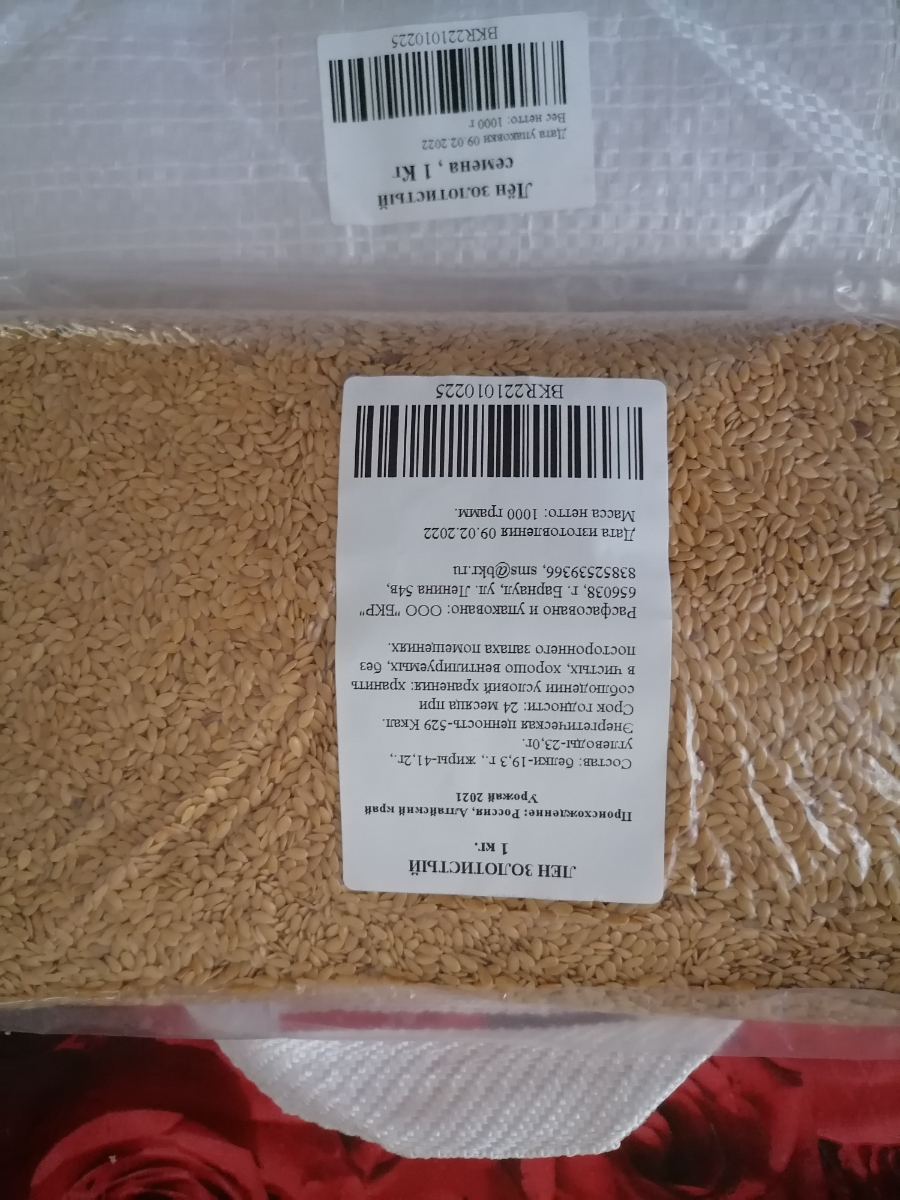 ЛЕН ЗОЛОТИСТЫЙ
1 кг.
Происхождение: Россия, Алтайский край
Урожай 2021
Состав: белки-19,3 г., жиры-41,2г.,
углеводы-23,0г.
Энергетическая ценность-529 Ккал.
Срок годности: 24 месяца при
соблюдении условий хранения: хранить
в чистых, хорошо вентилируемых, без
постороннего запаха помещениях.
Расфасовано и упаковано: ООО "БКР"
656038, г. Барнаул, ул. Ленина 54в,
83852539366, sms@bkr.ru
Дата изготовления 09.02.2022
Масса нетто: 1000 грамм.
BKR221010225
Лён золотистый
семена , 1 Кг
Дата упаковки 09.02.2022
Вес нетто: 1000 г
BKR221010225